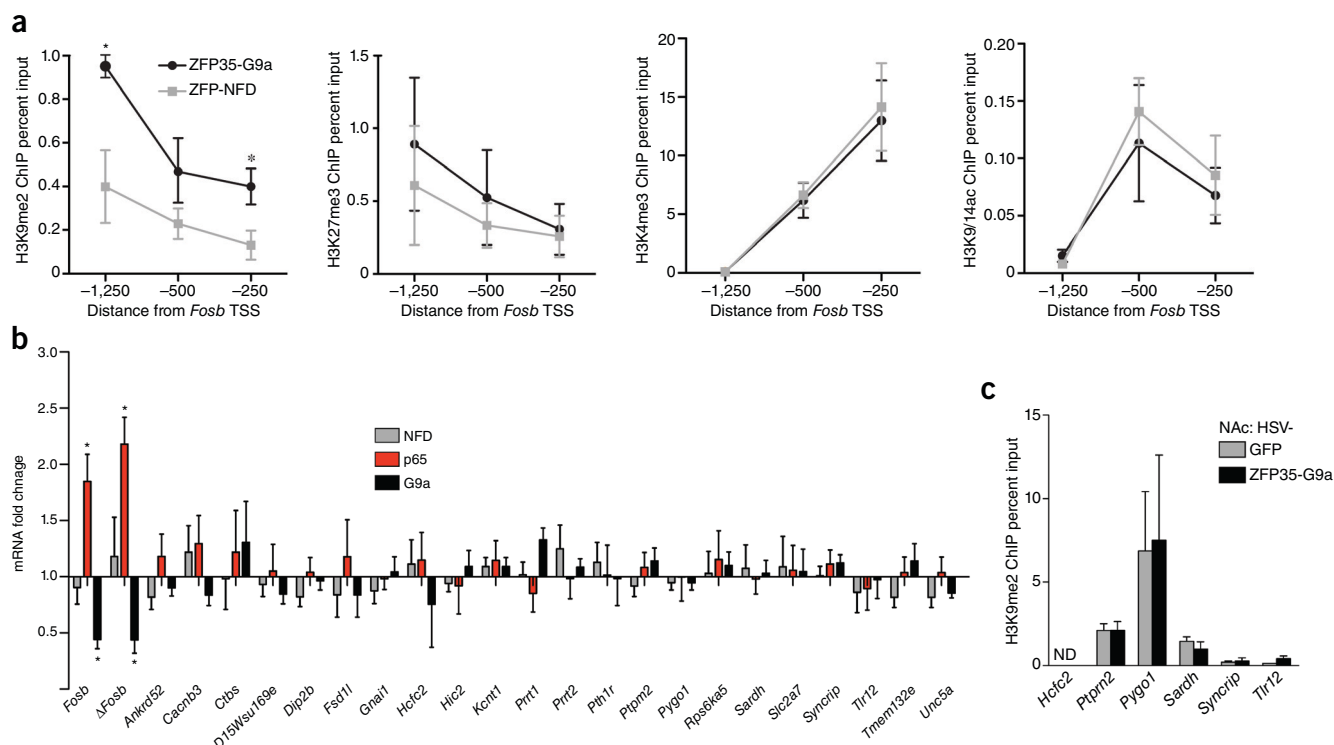 a
H3K9me2 ChIP percent input
1.0
0.8
0.6
0.4
0.2
0
*
*
ZFP35-G9a
ZFP-NFD
–1,250
–500
–250
Distance from Fosb TSS
H3K27me3 ChIP percent input
1.5
1.0
0.5
0
–1,250
–500
–250
Distance from Fosb TSS
H3K4me3 ChIP percent input
20
15
10
5
0
–1,250
–500
–250
Distance from Fosb TSS
H3K9/14ac ChIP percent input
0.20
0.15
0.10
0.05
0
–1,250
–500
–250
Distance from Fosb TSS
b
mRNA fold chnage
3.0
2.5
2.0
1.5
1.0
0.5
*
*
*
*
NFD
p65
G9a
Fosb
ΔFosb
Ankrd52
Cacnb3
Ctbs
D15Wsu169e
Dip2b
Fsd1l
Gnai1
Hcfc2
Hic2
Kcnt1
Prrt1
Prrt2
Pth1r
Ptpm2
Pygo1
Rps6ka5
Sardh
Slc2a7
Syncrip
Tlr12
Tmem132e
Unc5a
c
H3K9me2 ChIP percent input
15
10
5
0
NAc: HSV-
GFP
ZFP35-G9a
ND
Hcfc2
Ptprn2
Pygo1
Sardh
Syncrip
Tlr12